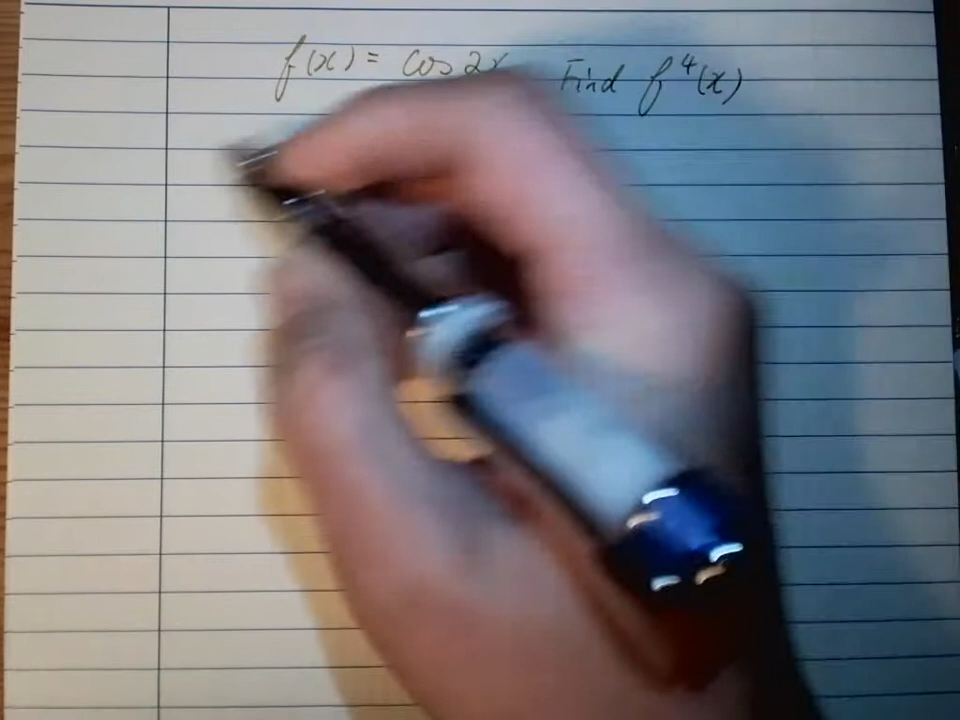 f(x) = cos 2x Find f⁴(x)